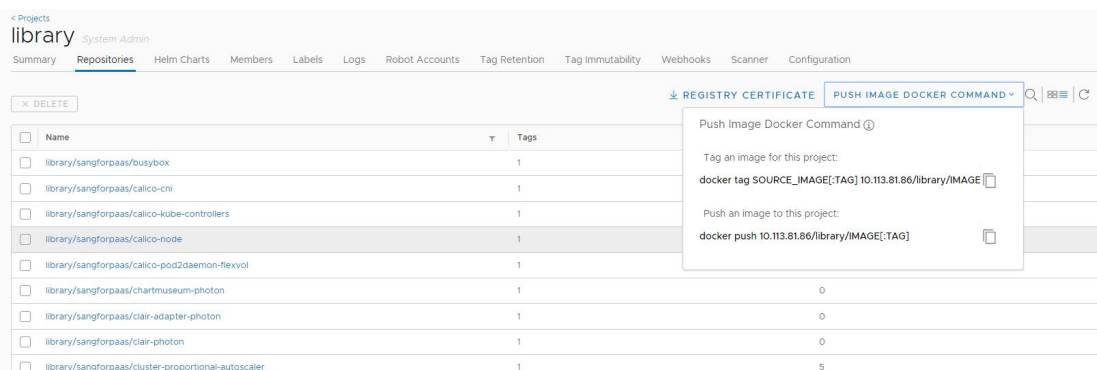 < Projects
library System Admin
Summary Repositories Helm Charts Members Labels Logs Robot Accounts Tag Retention Tag Immutability Webhooks Scanner Configuration
× DELETE REGISTRY CERTIFICATE PUSH IMAGE DOCKER COMMAND
Name Tags
Push Image Docker Command
Tag an image for this project:
docker tag SOURCE_IMAGE[:TAG] 10.113.81.86/library/IMAGE
Push an image to this project:
docker push 10.113.81.86/library/IMAGE[:TAG]
library/sangforpaas/busybox 1
library/sangforpaas/calico-cni 1
library/sangforpaas/calico-kube-controllers 1
library/sangforpaas/calico-node 1
library/sangforpaas/calico-pod2daemon-flexvol 1
library/sangforpaas/chartmuseum-photon 1 0
library/sangforpaas/clair-adapter-photon 1 0
library/sangforpaas/clair-photon 1 0
library/sangforpaas/cluster-proportional-autoscaler 1 5